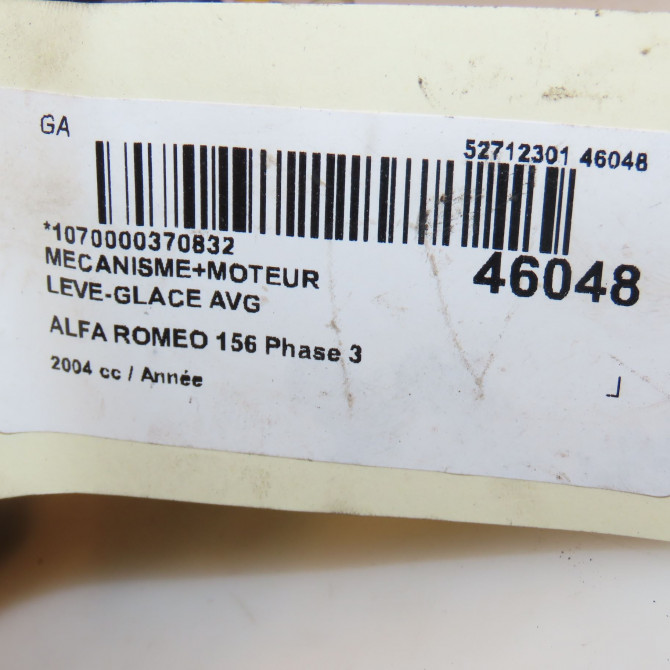 GA
52712301 46048
*1070000370832
46048
MECANISME+MOTEUR
LEVE-GLACE AVG
ALFA ROMEO 156 Phase 3
2004 cc / Année